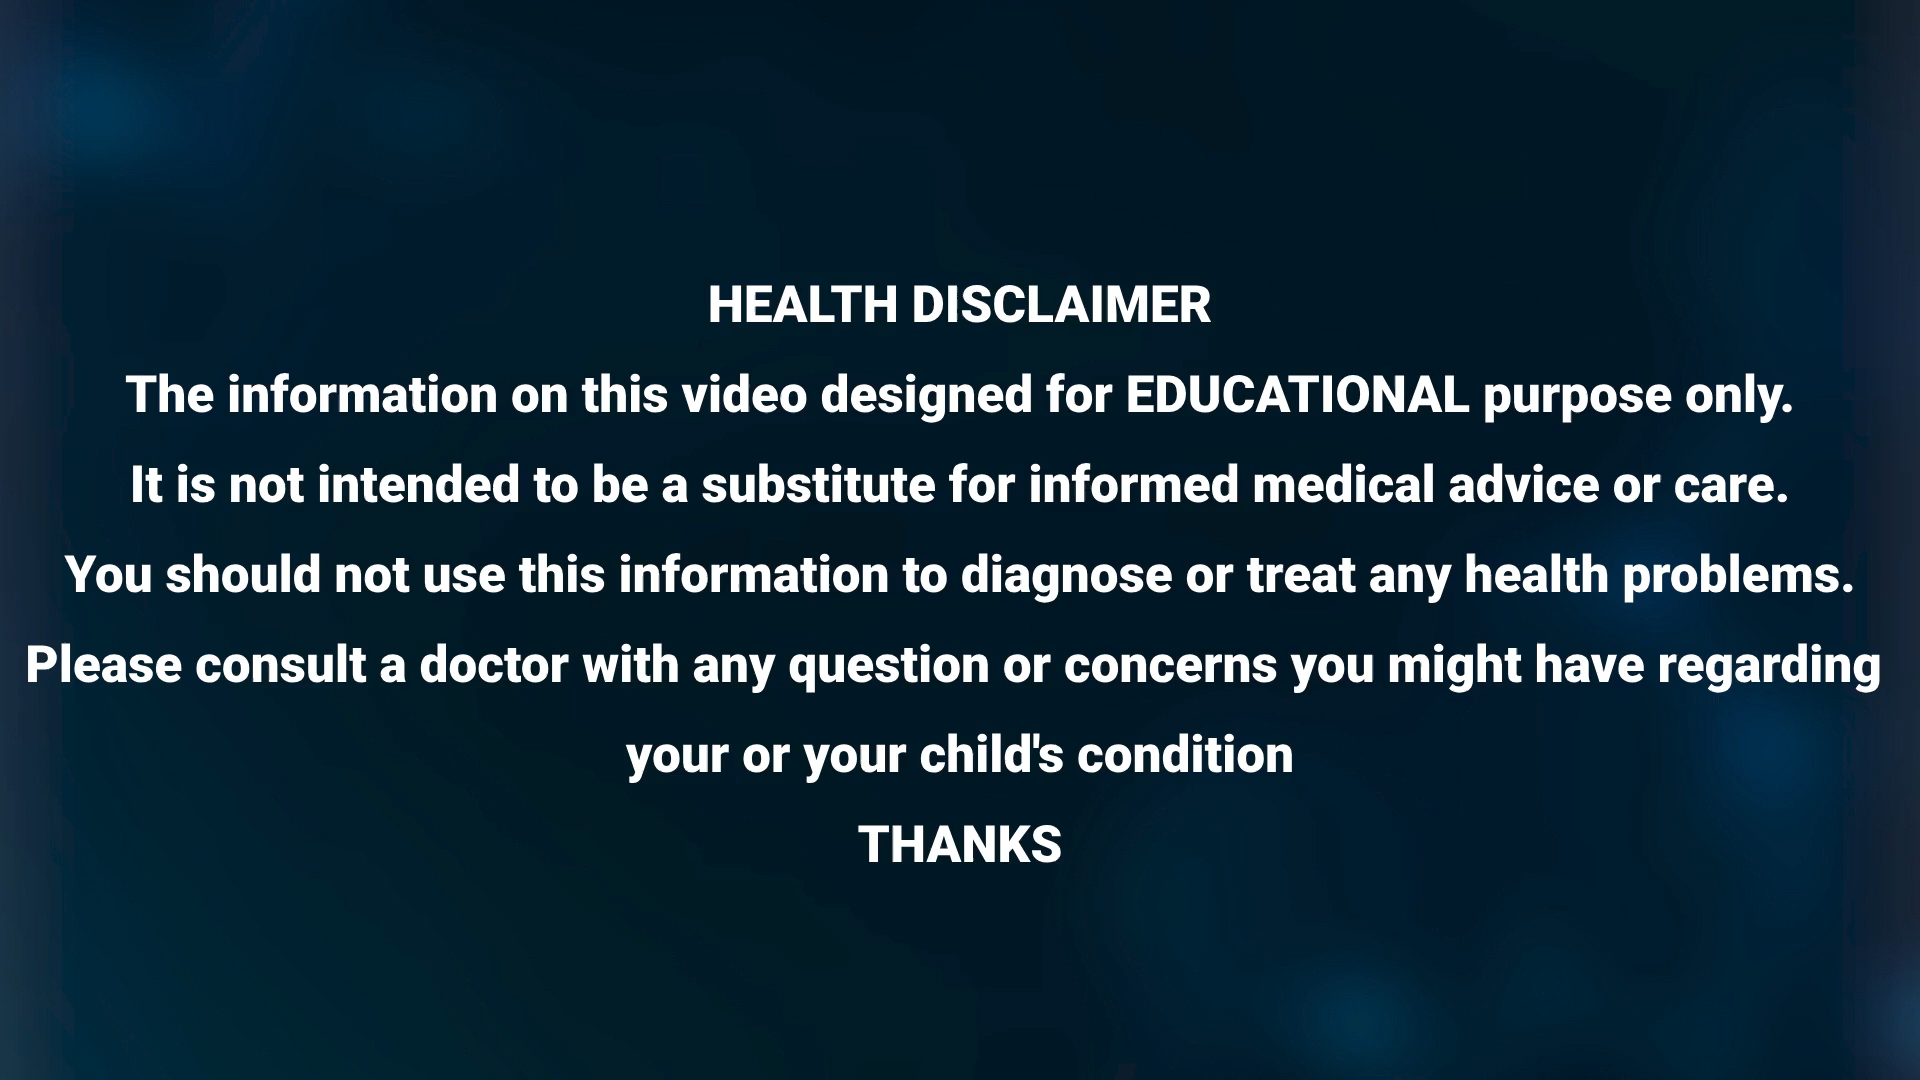 HEALTH DISCLAIMER
The information on this video designed for EDUCATIONAL purpose only.
It is not intended to be a substitute for informed medical advice or care.
You should not use this information to diagnose or treat any health problems.
Please consult a doctor with any question or concerns you might have regarding
your or your child's condition
THANKS